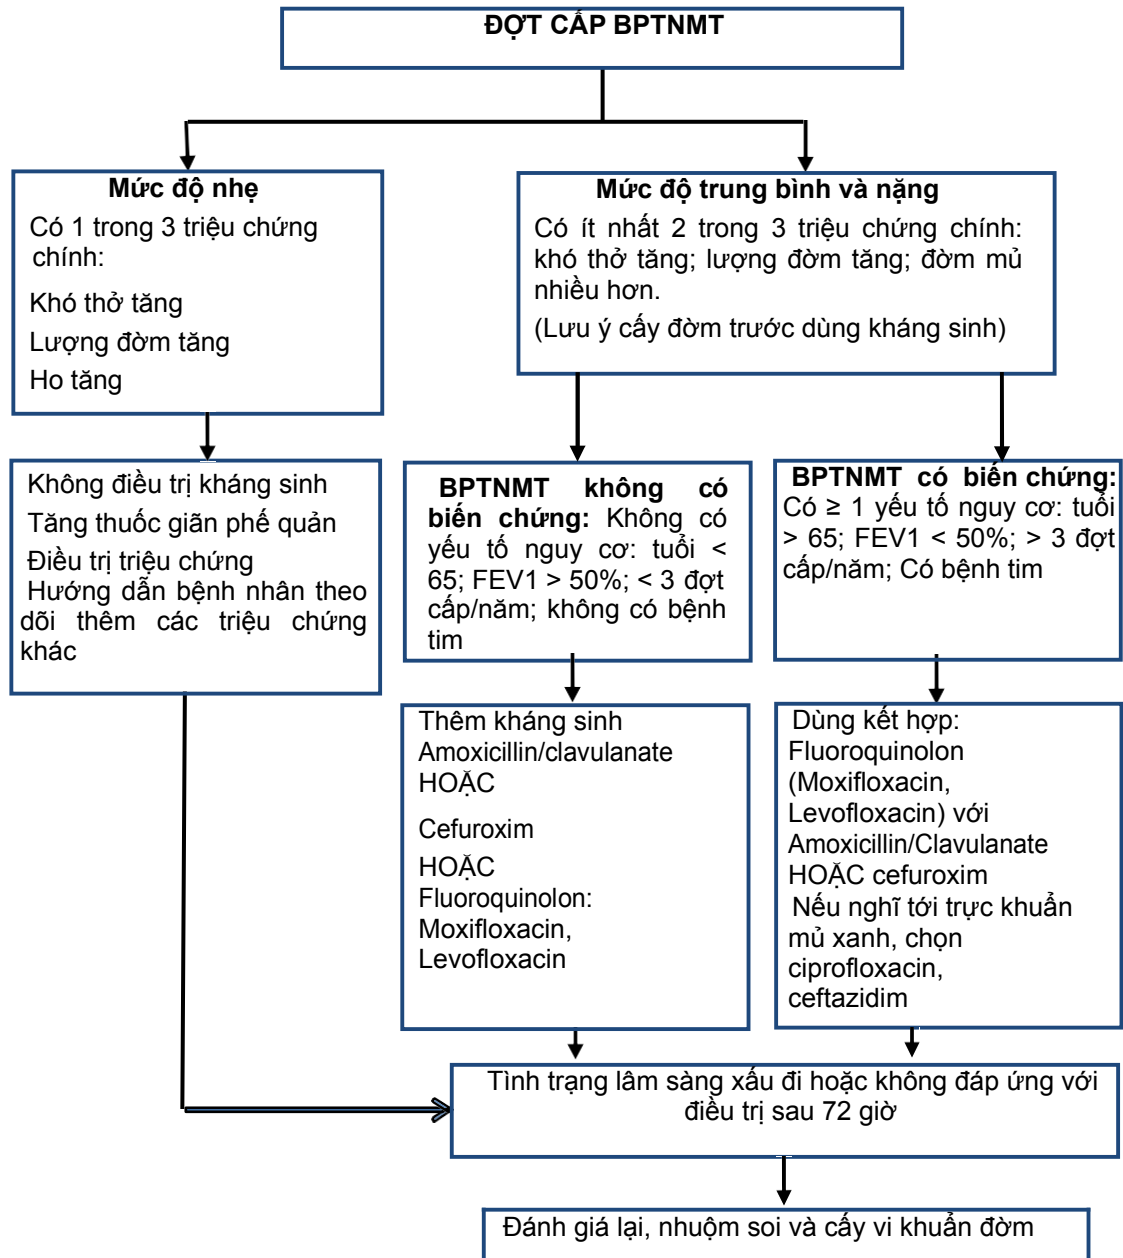 ĐỢT CẤP BPTNMT
Mức độ nhẹ
Có 1 trong 3 triệu chứng
chính:
Khó thở tăng
Lượng đờm tăng
Ho tăng
Mức độ trung bình và nặng
Có ít nhất 2 trong 3 triệu chứng chính:
khó thở tăng; lượng đờm tăng; đờm mủ
nhiều hơn.
(Lưu ý cấy đờm trước dùng kháng sinh)
Không điều trị kháng sinh
Tăng thuốc giãn phế quản
Điều trị triệu chứng
Hướng dẫn bệnh nhân theo
dõi thêm các triệu chứng
khác
BPTNMT không có
biến chứng: Không có
yếu tố nguy cơ: tuổi <
65; FEV1 > 50%; < 3 đợt
cấp/năm; không có bệnh
tim
BPTNMT có biến chứng:
Có ≥ 1 yếu tố nguy cơ: tuổi
> 65; FEV1 < 50%; > 3 đợt
cấp/năm; Có bệnh tim
Thêm kháng sinh
Amoxicillin/clavulanate
HOẶC
Cefuroxim
HOẶC
Fluoroquinolon:
Moxifloxacin,
Levofloxacin
Dùng kết hợp:
Fluoroquinolon
(Moxifloxacin,
Levofloxacin) với
Amoxicillin/Clavulanate
HOẶC cefuroxim
Nếu nghĩ tới trực khuẩn
mủ xanh, chọn
ciprofloxacin,
ceftazidim
Tình trạng lâm sàng xấu đi hoặc không đáp ứng với
điều trị sau 72 giờ
Đánh giá lại, nhuộm soi và cấy vi khuẩn đờm